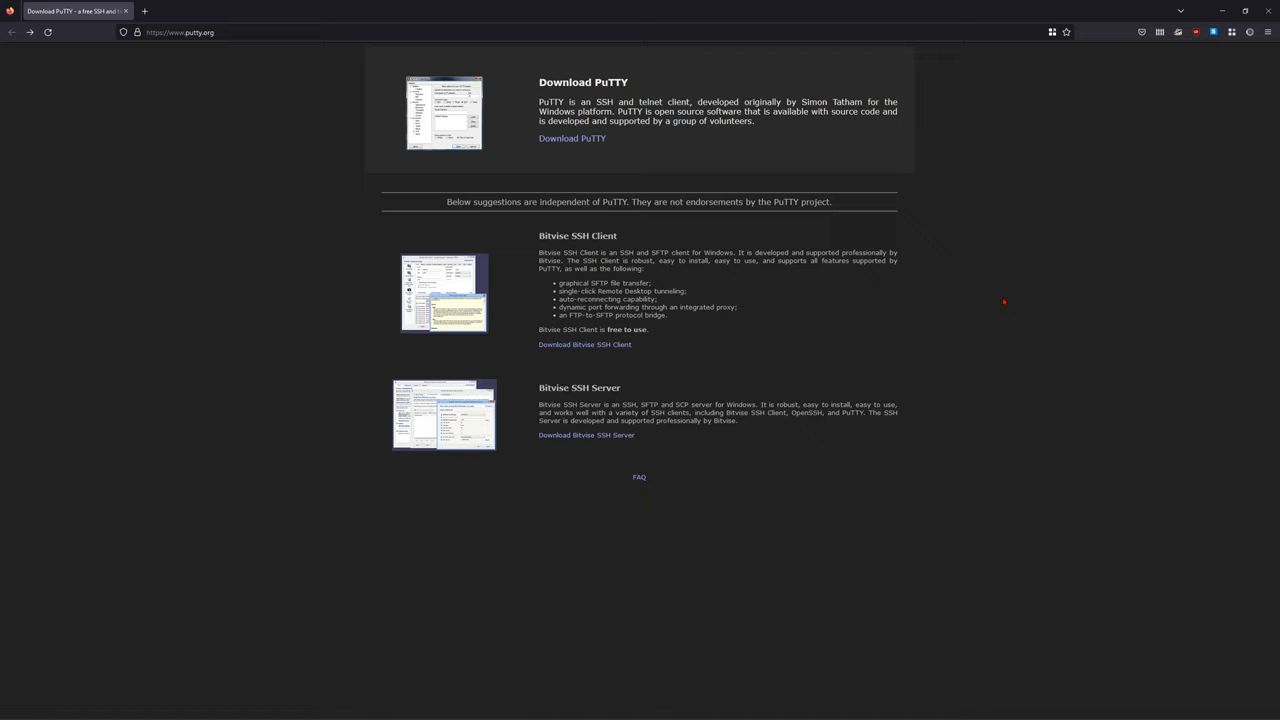 Download PuTTY - a free SSH and t
https://www.putty.org
Download PuTTY
PuTTY is an SSH and telnet client, developed originally by Simon Tatham for the
Windows platform. PuTTY is open source software that is available with source code and
is developed and supported by a group of volunteers.
Download PuTTY
Below suggestions are independent of PuTTY. They are not endorsements by the PuTTY project.
Bitvise SSH Client
Bitvise SSH Client is an SSH and SFTP client for Windows. It is developed and supported professionally by
Bitvise. The SSH Client is robust, easy to install, easy to use, and supports all features supported by
PuTTY, as well as the following:
• graphical SFTP file transfer;
• single-click Remote Desktop tunneling;
• auto-reconnecting capability;
• dynamic port forwarding through an integrated proxy;
• an FTP-to-SFTP protocol bridge.
Bitvise SSH Client is free to use.
Download Bitvise SSH Client
Bitvise SSH Server
Bitvise SSH Server is an SSH, SFTP and SCP server for Windows. It is robust, easy to install, easy to use,
and works well with a variety of SSH clients, including Bitvise SSH Client, OpenSSH, and PuTTY. The SSH
Server is developed and supported professionally by Bitvise.
Download Bitvise SSH Server
FAQ